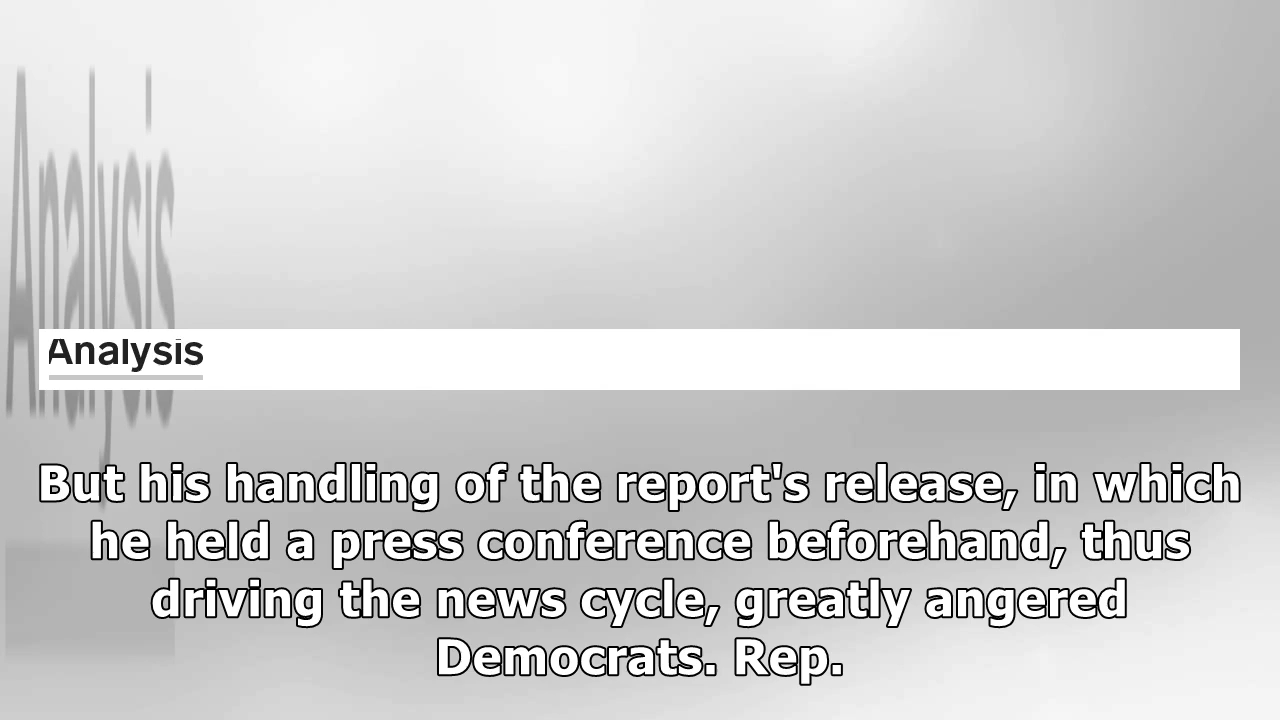 Analysis
Analysis
But his handling of the report's release, in which
he held a press conference beforehand, thus
driving the news cycle, greatly angered
Democrats. Rep.